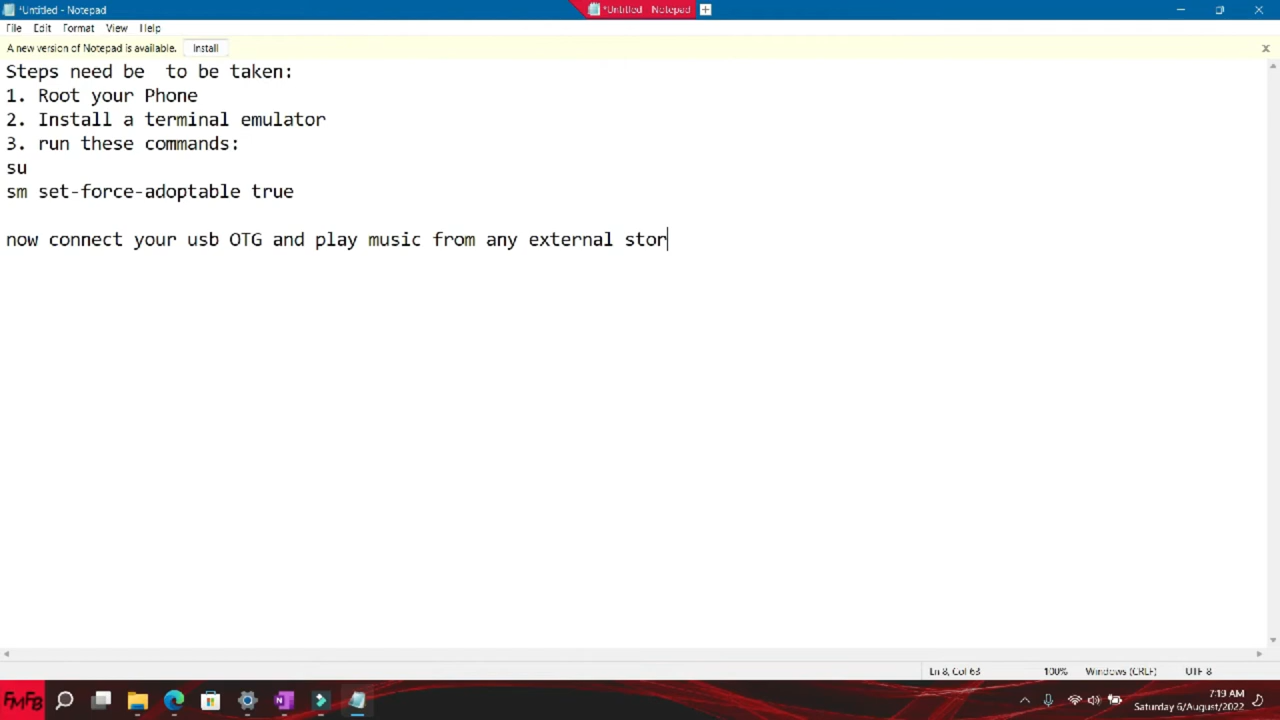 *Untitled - Notepad
*Untitled - Notepad
File Edit Format View Help
A new version of Notepad is available. Install
Steps need be  to be taken:
1. Root your Phone
2. Install a terminal emulator
3. run these commands:
su
sm set-force-adoptable true
now connect your usb OTG and play music from any external stor
Ln 8, Col 63 100% Windows (CRLF) UTF-8
FMFB
7:19 AM
Saturday 6/August/2022